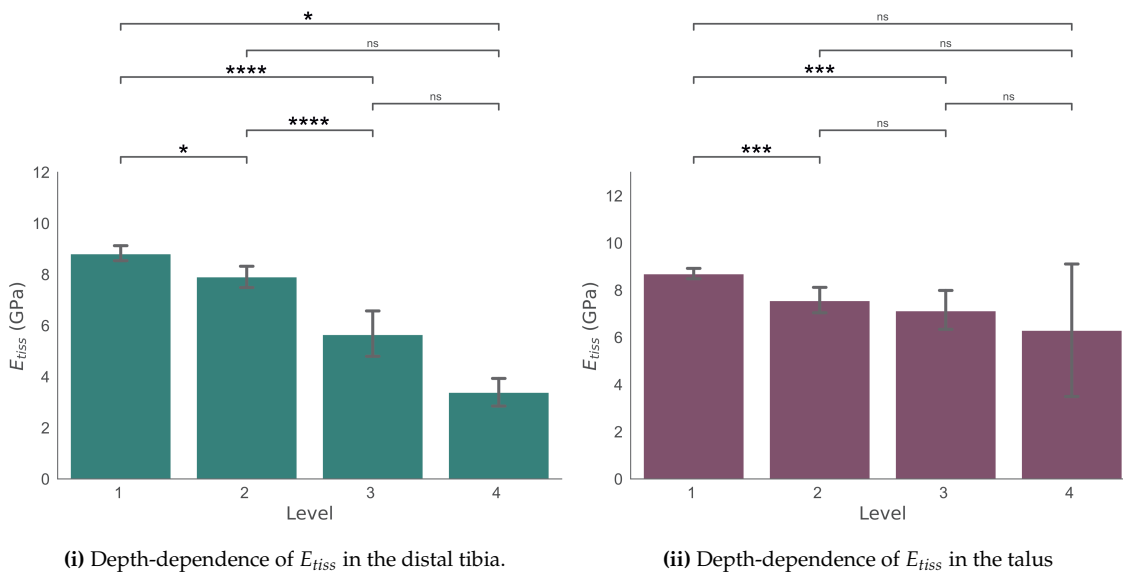 *
ns
****
ns
****
*
12
10
8
6
4
2
0
E_tiss (GPa)
1 2 3 4
Level
(i) Depth-dependence of E_tiss in the distal tibia.
ns
ns
***
ns
ns
***
12
10
8
6
4
2
0
E_tiss (GPa)
1 2 3 4
Level
(ii) Depth-dependence of E_tiss in the talus